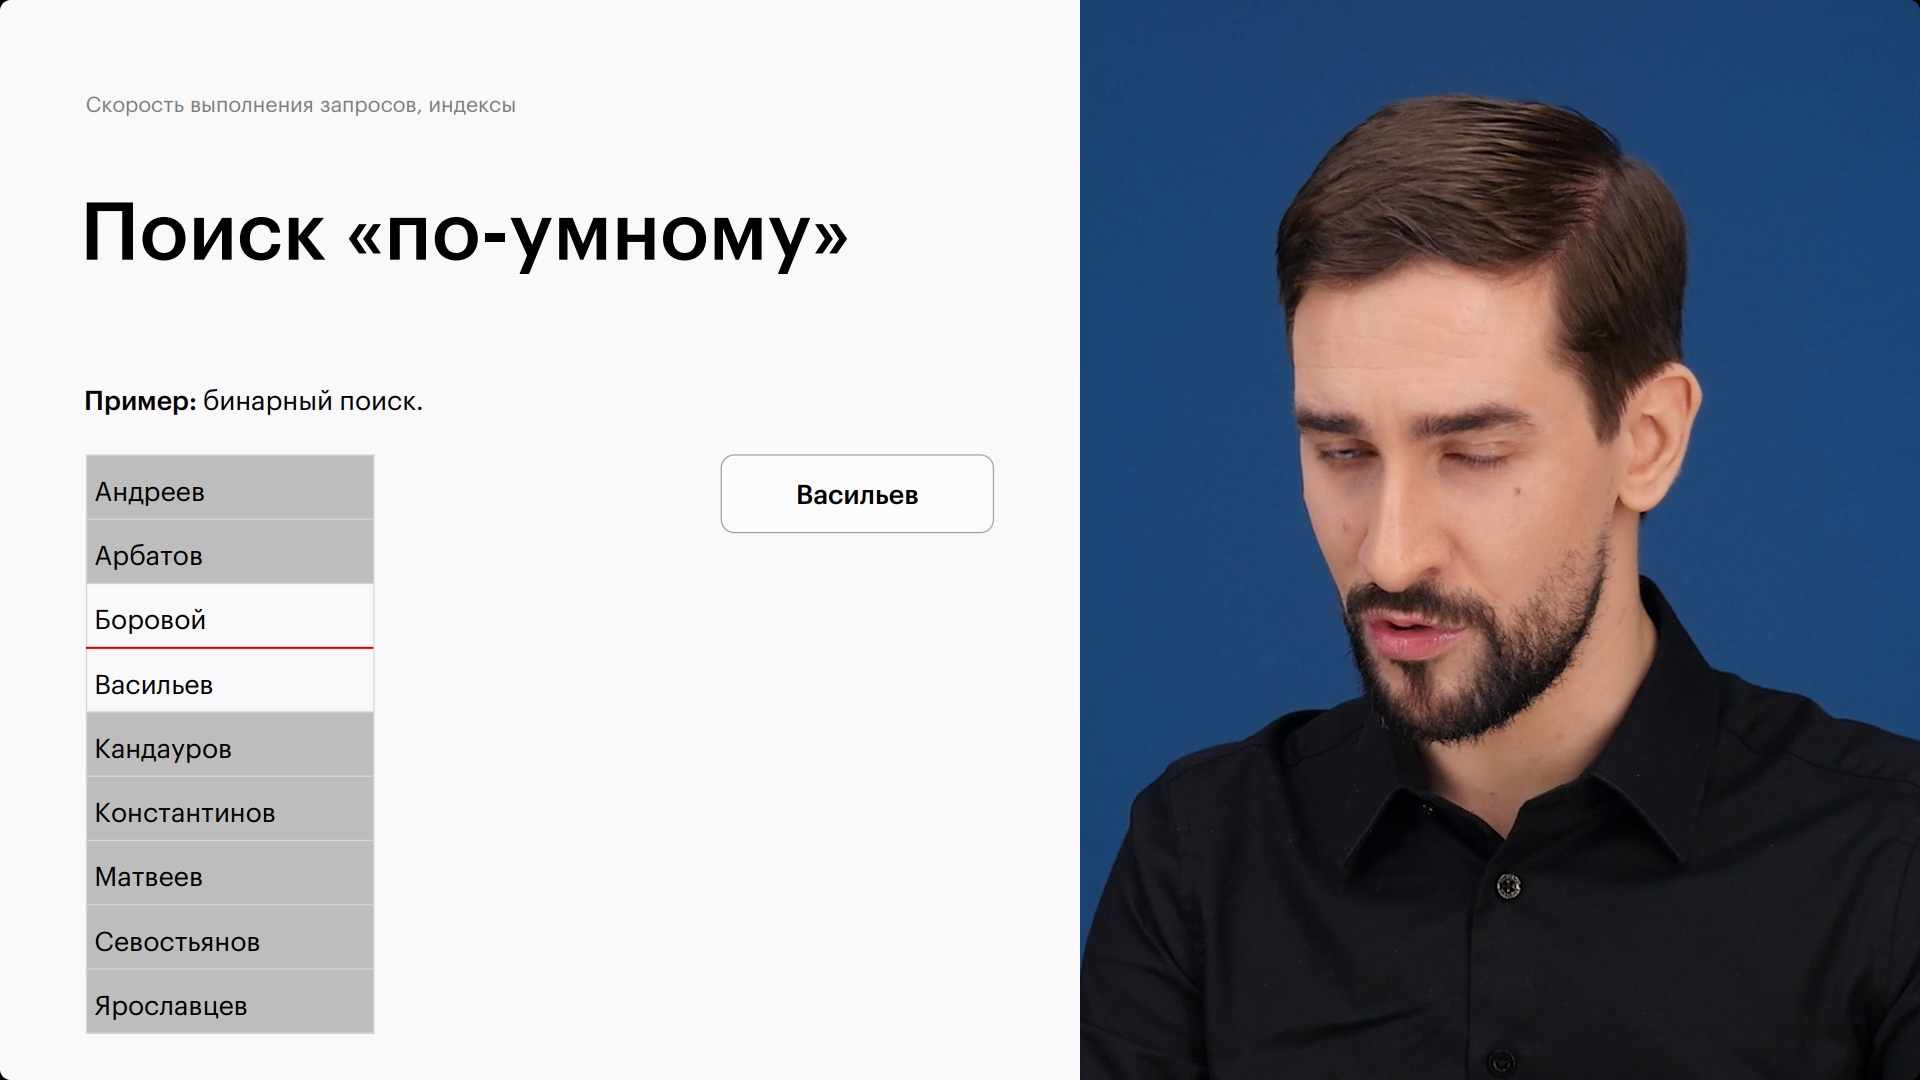 Скорость выполнения запросов, индексы
Поиск «по-умному»
Пример: бинарный поиск.
Андреев
Арбатов
Боровой
Васильев
Кандауров
Константинов
Матвеев
Севостьянов
Ярославцев
Васильев